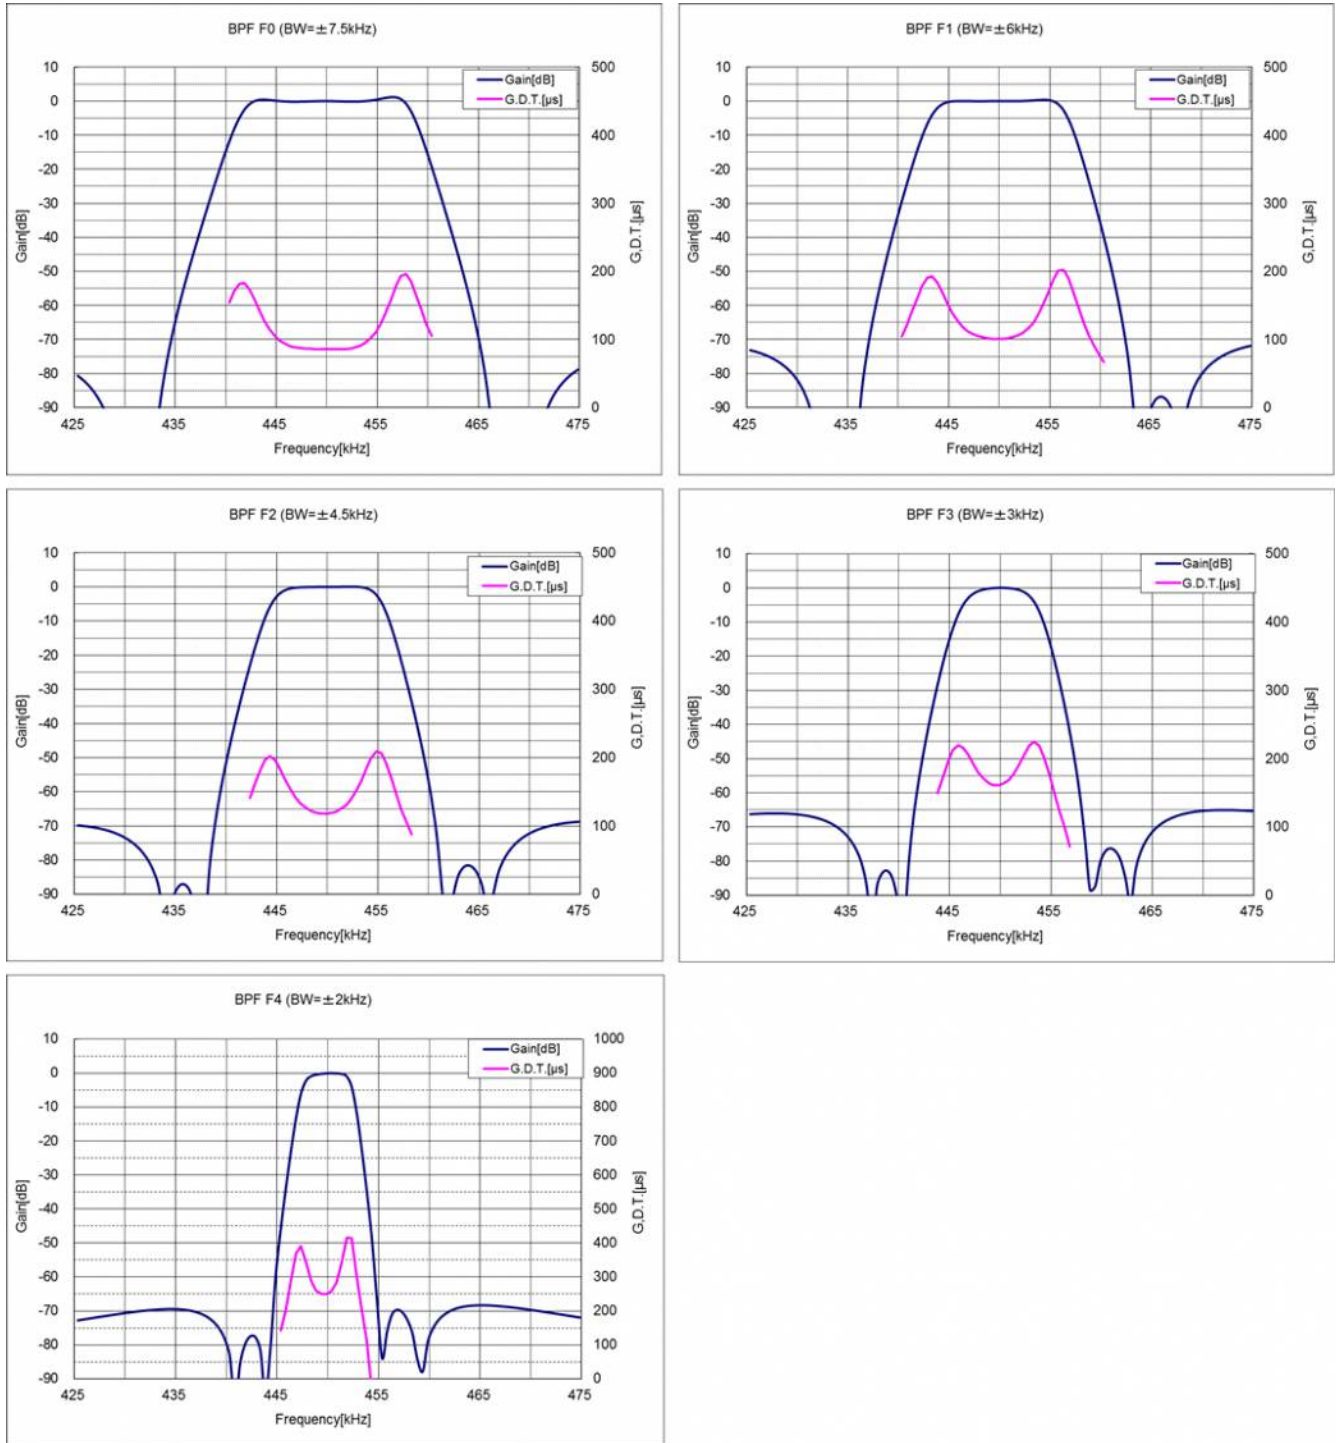 BPF F0 (BW=±7.5kHz)
Gain[dB]
G.D.T.[µs]
10
0
-10
-20
-30
-40
-50
-60
-70
-80
-90
500
400
300
200
100
0
Gain[dB]
G,D.T.[µs]
425 435 445 455 465 475
Frequency[kHz]
BPF F1 (BW=±6kHz)
Gain[dB]
G.D.T.[µs]
10
0
-10
-20
-30
-40
-50
-60
-70
-80
-90
500
400
300
200
100
0
Gain[dB]
G,D.T.[µs]
425 435 445 455 465 475
Frequency[kHz]
BPF F2 (BW=±4.5kHz)
Gain[dB]
G.D.T.[µs]
10
0
-10
-20
-30
-40
-50
-60
-70
-80
-90
500
400
300
200
100
0
Gain[dB]
G,D.T.[µs]
425 435 445 455 465 475
Frequency[kHz]
BPF F3 (BW=±3kHz)
Gain[dB]
G.D.T.[µs]
10
0
-10
-20
-30
-40
-50
-60
-70
-80
-90
500
400
300
200
100
0
Gain[dB]
G,D.T.[µs]
425 435 445 455 465 475
Frequency[kHz]
BPF F4 (BW=±2kHz)
Gain[dB]
G.D.T.[µs]
10
0
-10
-20
-30
-40
-50
-60
-70
-80
-90
1000
900
800
700
600
500
400
300
200
100
0
Gain[dB]
G,D.T.[µs]
425 435 445 455 465 475
Frequency[kHz]